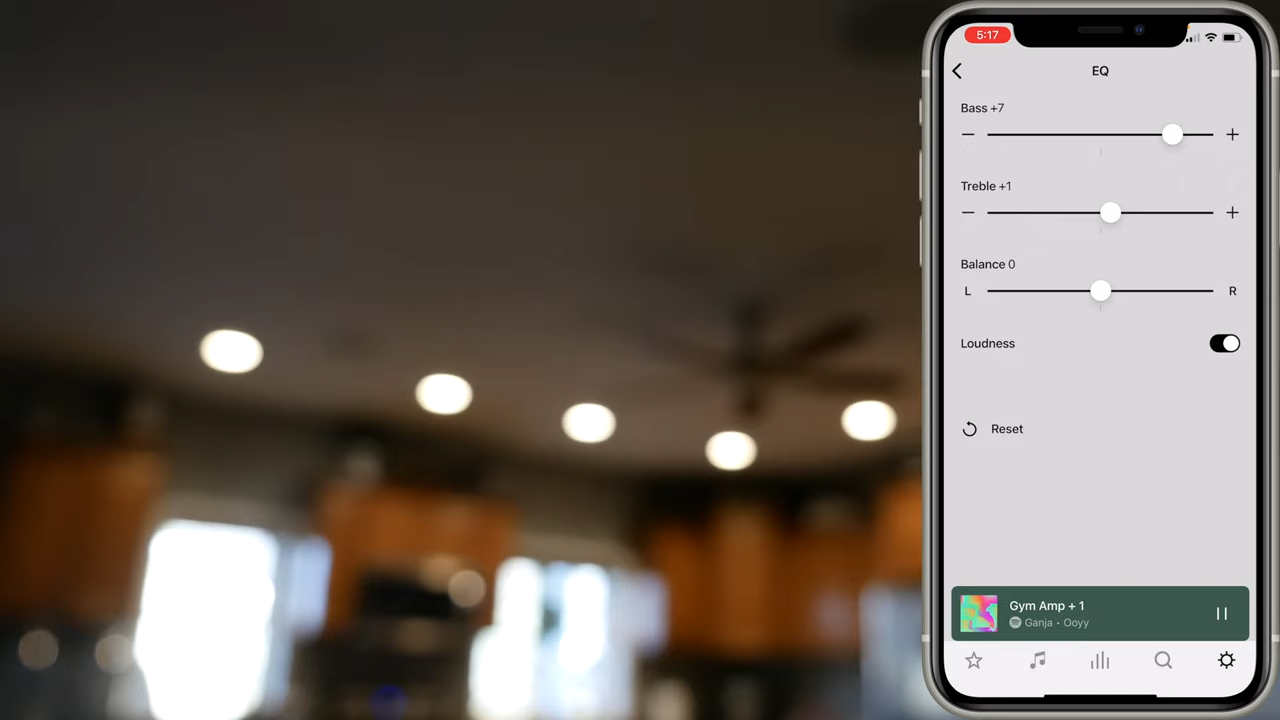 5:17
EQ
Bass +7
Treble +1
Balance 0
L R
Loudness
Reset
Gym Amp + 1
Ganja • Ooyy